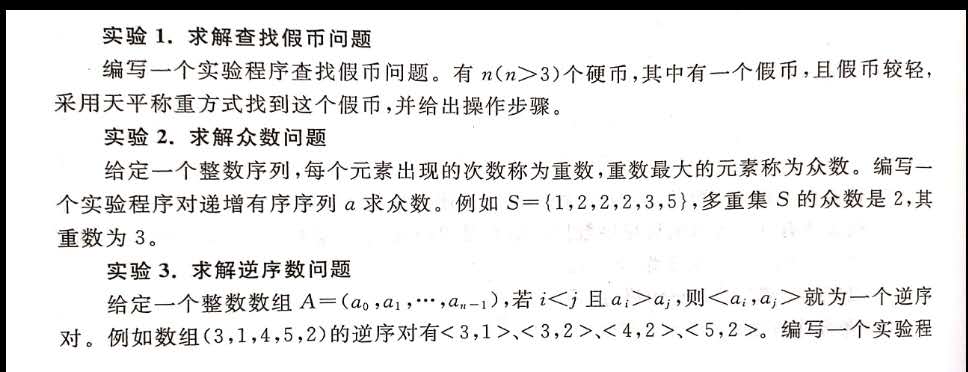 实验 1. 求解查找假币问题
编写一个实验程序查找假币问题。有 n(n>3)个硬币,其中有一个假币,且假币较轻,
采用天平称重方式找到这个假币,并给出操作步骤。
实验 2. 求解众数问题
给定一个整数序列,每个元素出现的次数称为重数,重数最大的元素称为众数。编写一
个实验程序对递增有序序列 a 求众数。例如 S={1,2,2,2,3,5},多重集 S 的众数是 2,其
重数为 3。
实验 3. 求解逆序数问题
给定一个整数数组 A=(a₀,a₁,…,aₙ₋₁),若 i<j 且 aᵢ>aⱼ,则<aᵢ,aⱼ>就为一个逆序
对。例如数组(3,1,4,5,2)的逆序对有<3,1>、<3,2>、<4,2>、<5,2>。编写一个实验程